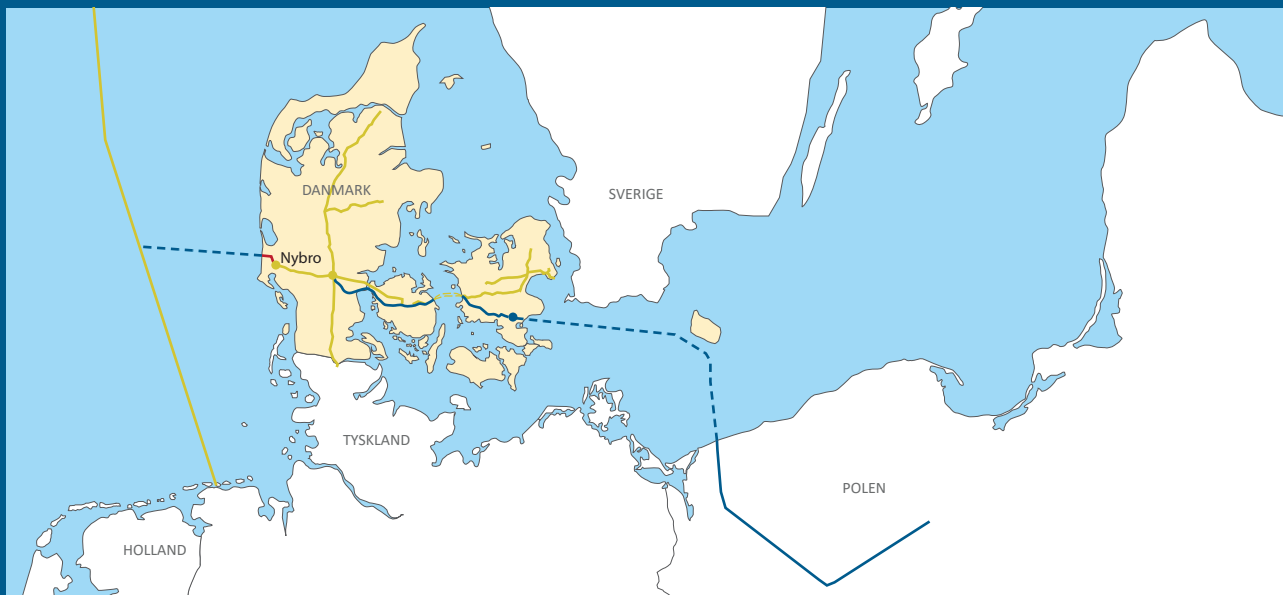 DANMARK
SVERIGE
Nybro
TYSKLAND
POLEN
HOLLAND